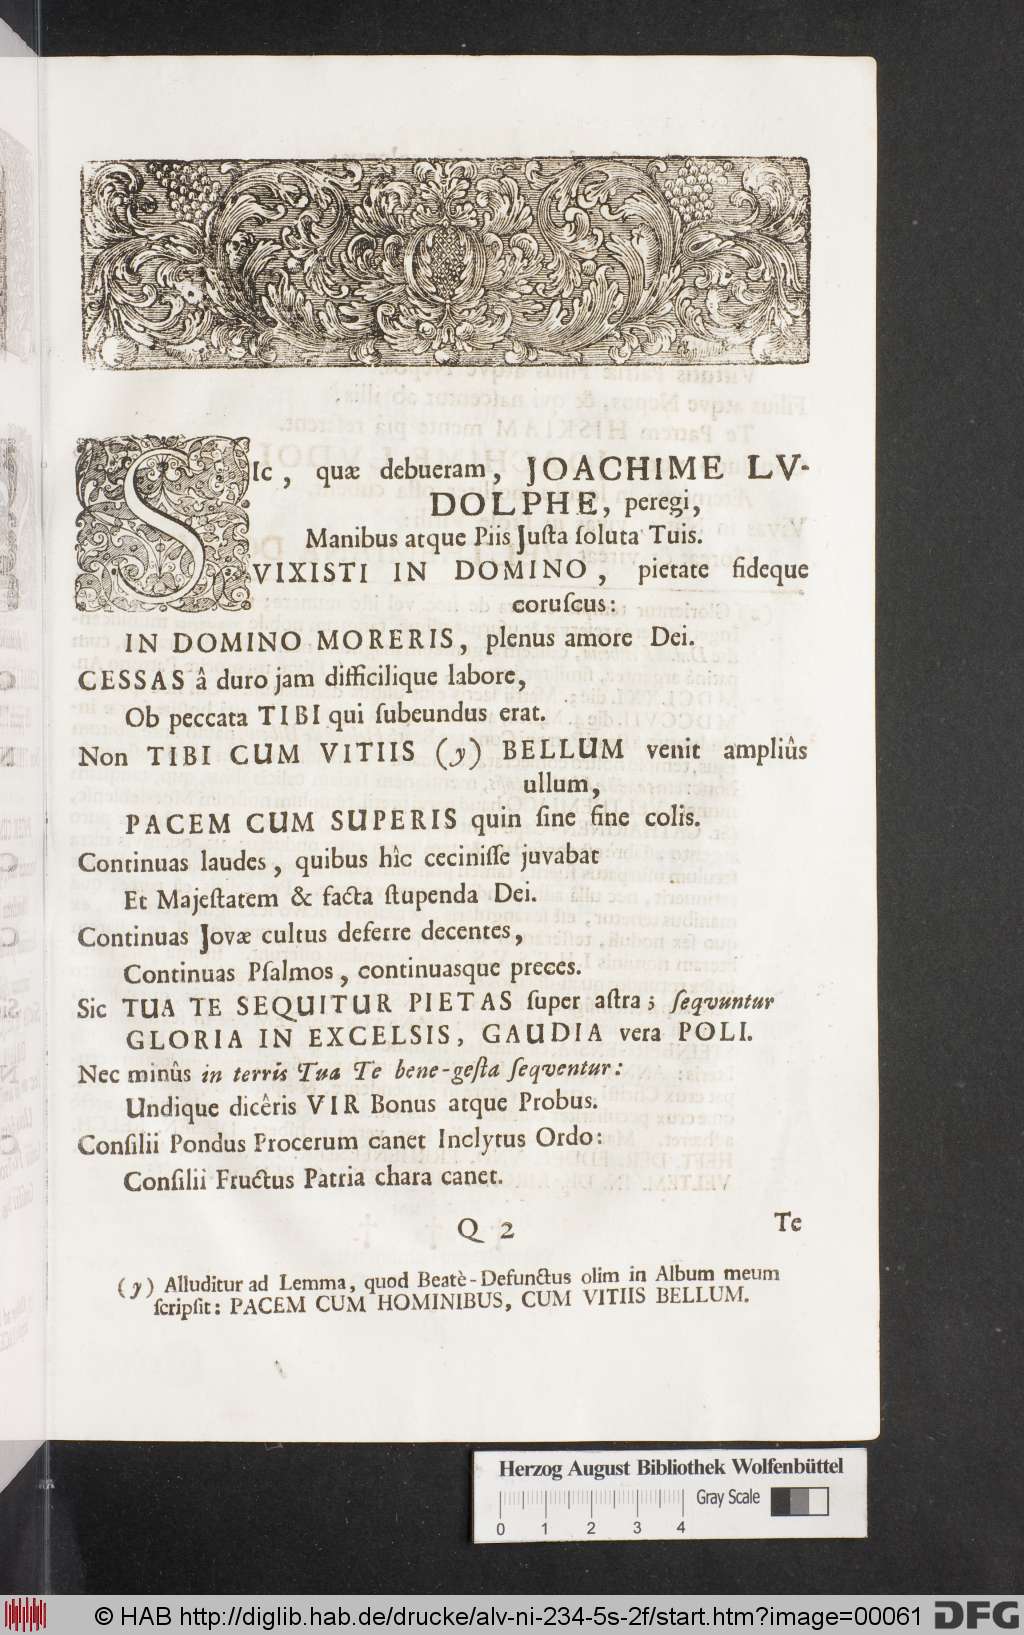 SIc, quæ debueram, JOACHIME LV-
DOLPHE, peregi,
Manibus atque Piis Juſta ſoluta Tuis.
VIXISTI IN DOMINO, pietate fideque
coruſcus:
IN DOMINO MORERIS, plenus amore Dei.
CESSAS â duro jam difficilique labore,
Ob peccata TIBI qui ſubeundus erat.
Non TIBI CUM VITIIS (y) BELLUM venit ampliûs
ullum,
PACEM CUM SUPERIS quin ſine fine colis.
Continuas laudes, quibus hîc ceciniſſe juvabat
Et Majeſtatem & facta ſtupenda Dei.
Continuas Jovæ cultus deferre decentes,
Continuas Pſalmos, continuasque preces.
Sic TUA TE SEQUITUR PIETAS ſuper aſtra; ſeqvuntur
GLORIA IN EXCELSIS, GAUDIA vera POLI.
Nec minûs in terris Tua Te bene-geſta ſeqventur:
Undique dicêris VIR Bonus atque Probus.
Conſilii Pondus Procerum canet Inclytus Ordo:
Conſilii Fructus Patria chara canet.
Q 2
Te
(y) Alluditur ad Lemma, quod Beatè-Defunctus olim in Album meum
ſcripſit: PACEM CUM HOMINIBUS, CUM VITIIS BELLUM.
Herzog August Bibliothek Wolfenbüttel
Gray Scale
0 1 2 3 4
© HAB http://diglib.hab.de/drucke/alv-ni-234-5s-2f/start.htm?image=00061 DFG